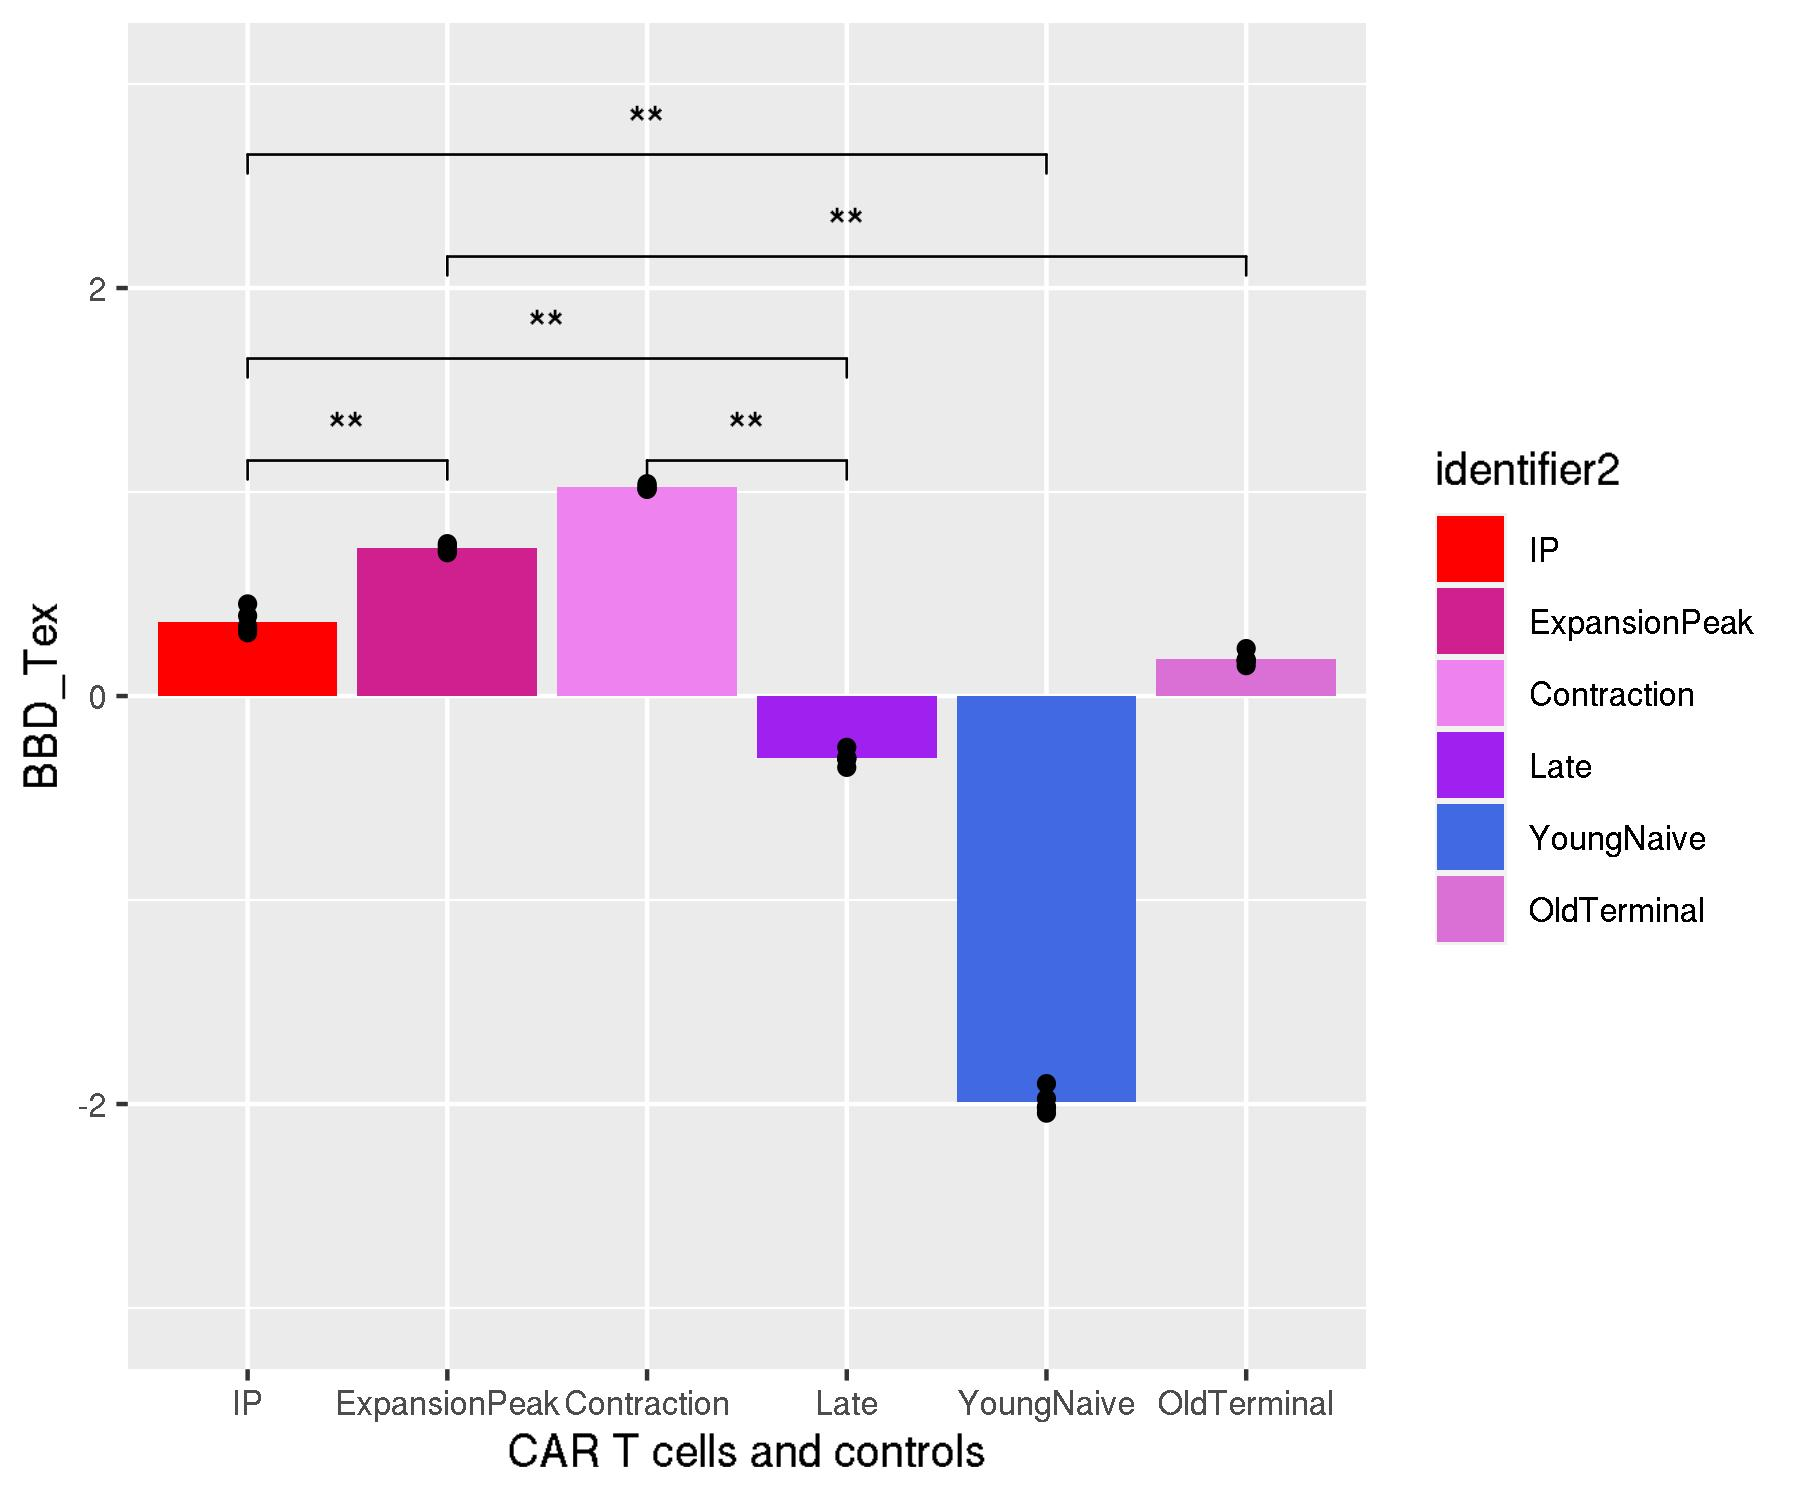 **
**
**
** **
2
0
-2
BBD_Tex
IP ExpansionPeak Contraction Late YoungNaive OldTerminal
CAR T cells and controls
identifier2
IP
ExpansionPeak
Contraction
Late
YoungNaive
OldTerminal